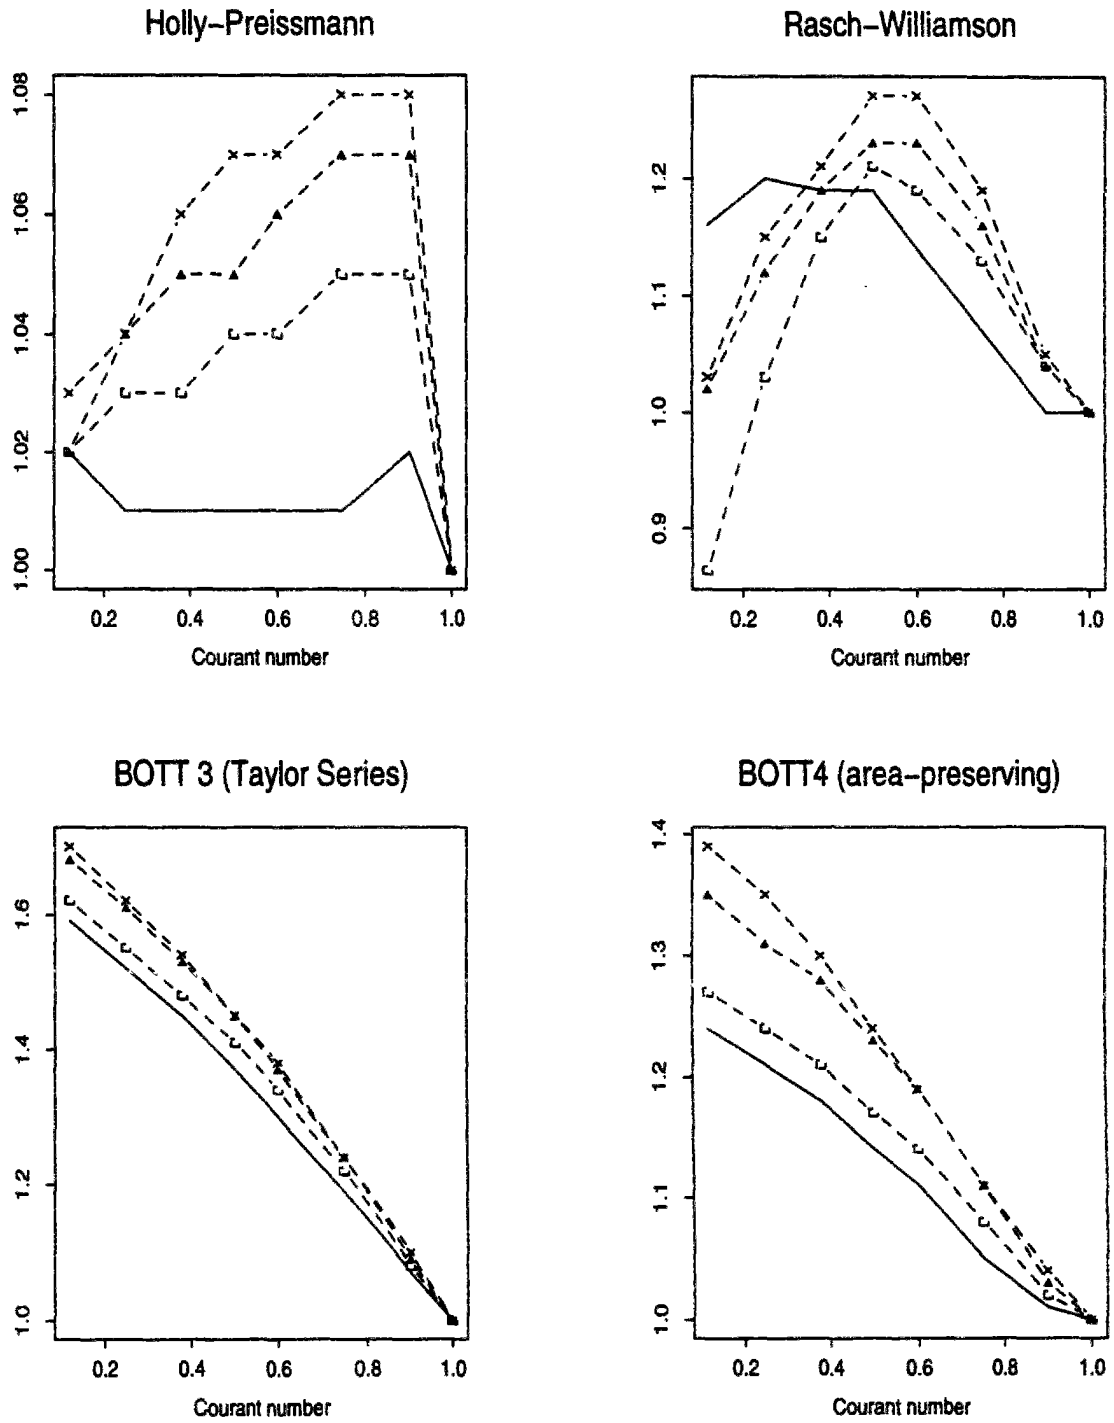 Holly-Preissmann
1.08
1.06
1.04
1.02
1.00
0.2 0.4 0.6 0.8 1.0
Courant number
Rasch-Williamson
1.2
1.1
1.0
0.9
0.2 0.4 0.6 0.8 1.0
Courant number
BOTT 3 (Taylor Series)
1.6
1.4
1.2
1.0
0.2 0.4 0.6 0.8 1.0
Courant number
BOTT4 (area-preserving)
1.4
1.3
1.2
1.1
1.0
0.2 0.4 0.6 0.8 1.0
Courant number